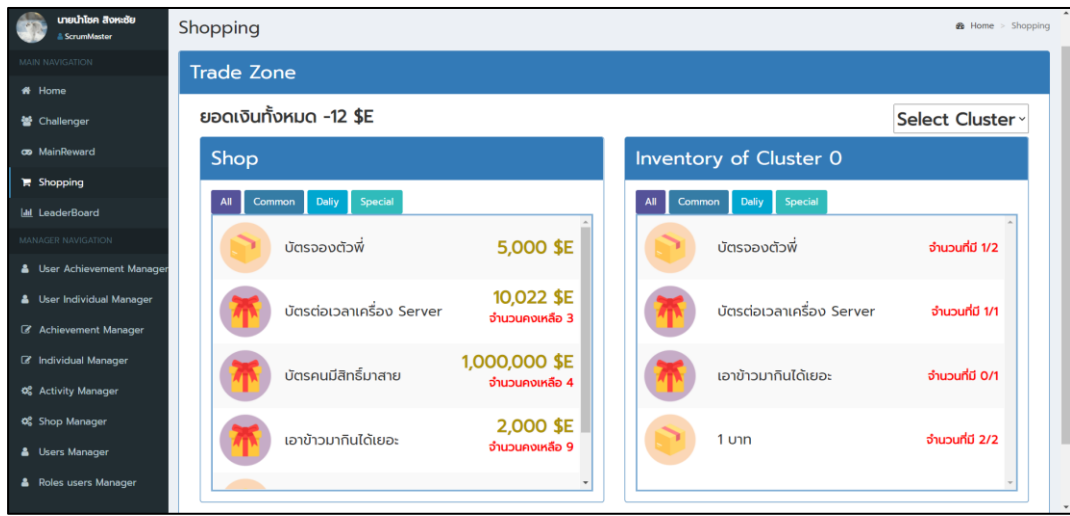 นายนำโชค สิงหะชัย
ScrumMaster
MAIN NAVIGATION
Home
Challenger
MainReward
Shopping
LeaderBoard
MANAGER NAVIGATION
User Achievement Manager
User Individual Manager
Achievement Manager
Individual Manager
Activity Manager
Shop Manager
Users Manager
Roles users Manager
Shopping
Home > Shopping
Trade Zone
ยอดเงินทั้งหมด -12 $E
Select Cluster
Shop
All Common Daliy Special
บัตรจองตัวพี่ 5,000 $E
บัตรต่อเวลาเครื่อง Server 10,022 $E
จำนวนคงเหลือ 3
บัตรคนมีสิทธิ์มาสาย 1,000,000 $E
จำนวนคงเหลือ 4
เอาข้าวมากินได้เยอะ 2,000 $E
จำนวนคงเหลือ 9
Inventory of Cluster 0
All Common Daliy Special
บัตรจองตัวพี่ จำนวนที่มี 1/2
บัตรต่อเวลาเครื่อง Server จำนวนที่มี 1/1
เอาข้าวมากินได้เยอะ จำนวนที่มี 0/1
1 บาท จำนวนที่มี 2/2